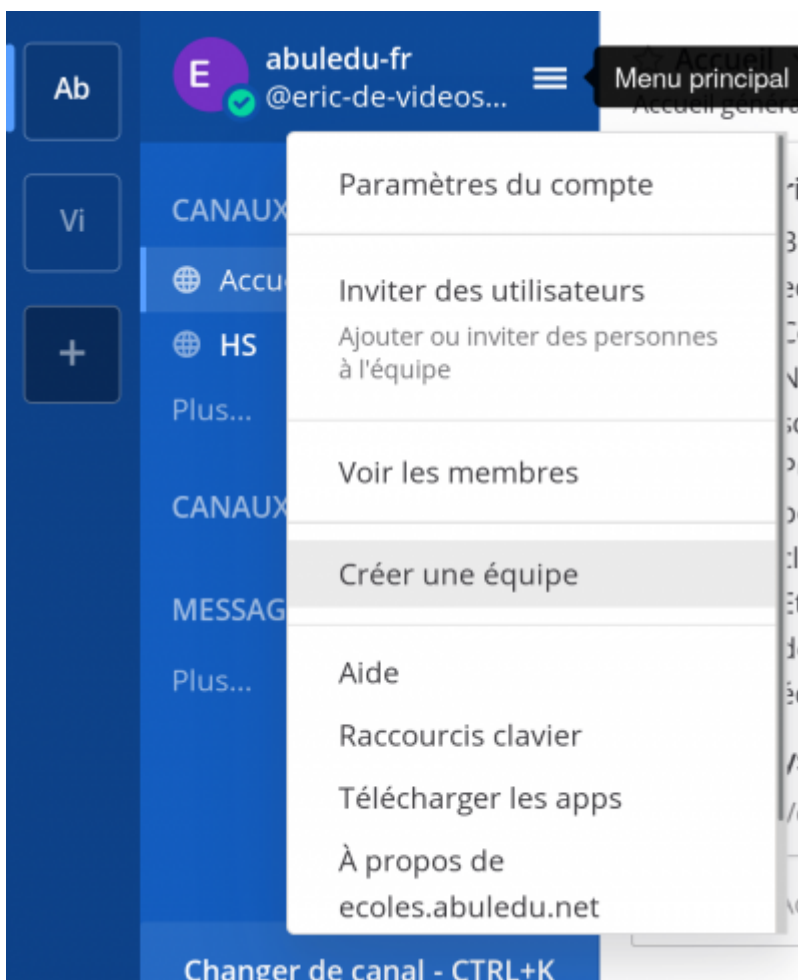 Ab
Vi
+
E
abuledu-fr
@eric-de-videos...
Menu principal
Accueil
CANAUX
Accu
HS
Plus...
CANAUX
MESSAG
Plus...
Paramètres du compte
Inviter des utilisateurs
Ajouter ou inviter des personnes
à l'équipe
Voir les membres
Créer une équipe
Aide
Raccourcis clavier
Télécharger les apps
À propos de
ecoles.abuledu.net
Changer de canal - CTRL+K